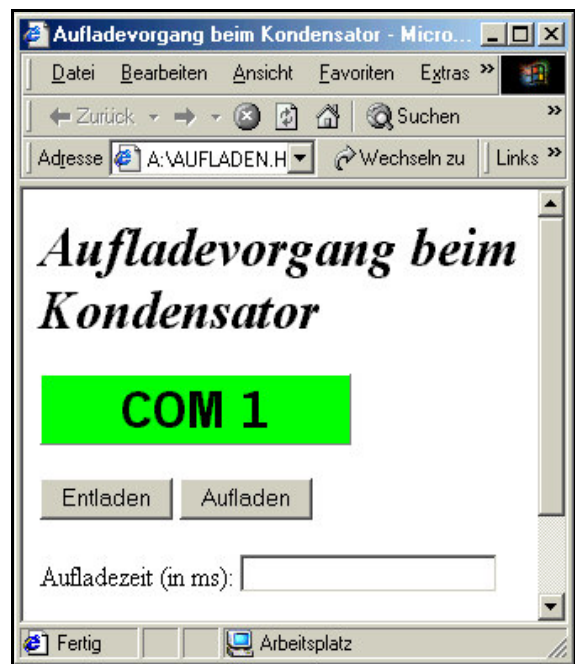 Aufladevorgang beim Kondensator - Micro...
Datei Bearbeiten Ansicht Favoriten Extras »
Zurück Suchen »
Adresse A:\AUFLADEN.H Wechseln zu Links »
Aufladevorgang beim
Kondensator
COM 1
Entladen Aufladen
Aufladezeit (in ms):
Fertig Arbeitsplatz